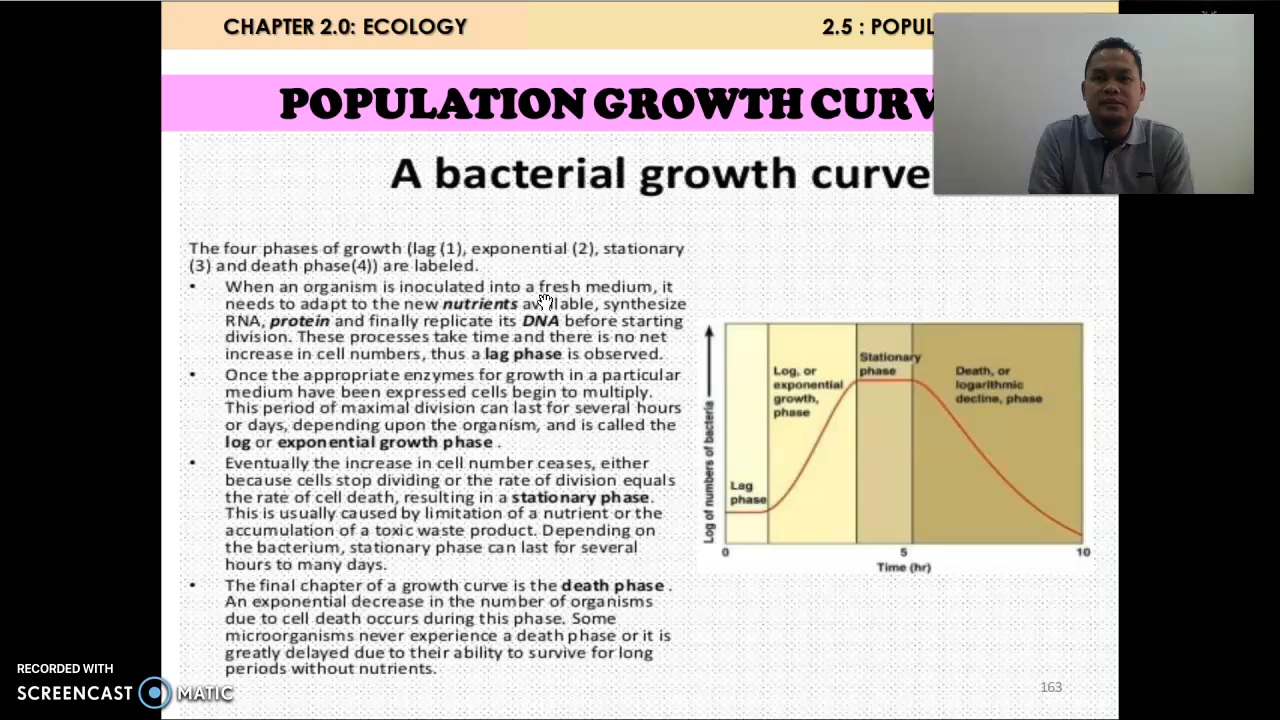 CHAPTER 2.0: ECOLOGY
2.5 : POPUL
POPULATION GROWTH CURV
A bacterial growth curve
The four phases of growth (lag (1), exponential (2), stationary
(3) and death phase(4)) are labeled.
• When an organism is inoculated into a fresh medium, it
needs to adapt to the new nutrients available, synthesize
RNA, protein and finally replicate its DNA before starting
division. These processes take time and there is no net
increase in cell numbers, thus a lag phase is observed.
• Once the appropriate enzymes for growth in a particular
medium have been expressed cells begin to multiply.
This period of maximal division can last for several hours
or days, depending upon the organism, and is called the
log or exponential growth phase .
• Eventually the increase in cell number ceases, either
because cells stop dividing or the rate of division equals
the rate of cell death, resulting in a stationary phase.
This is usually caused by limitation of a nutrient or the
accumulation of a toxic waste product. Depending on
the bacterium, stationary phase can last for several
hours to many days.
• The final chapter of a growth curve is the death phase .
An exponential decrease in the number of organisms
due to cell death occurs during this phase. Some
microorganisms never experience a death phase or it is
greatly delayed due to their ability to survive for long
periods without nutrients.
Log of numbers of bacteria
Lag
phase
Log, or
exponential
growth,
phase
Stationary
phase
Death, or
logarithmic
decline, phase
0
5
10
Time (hr)
163
RECORDED WITH
SCREENCAST MATIC